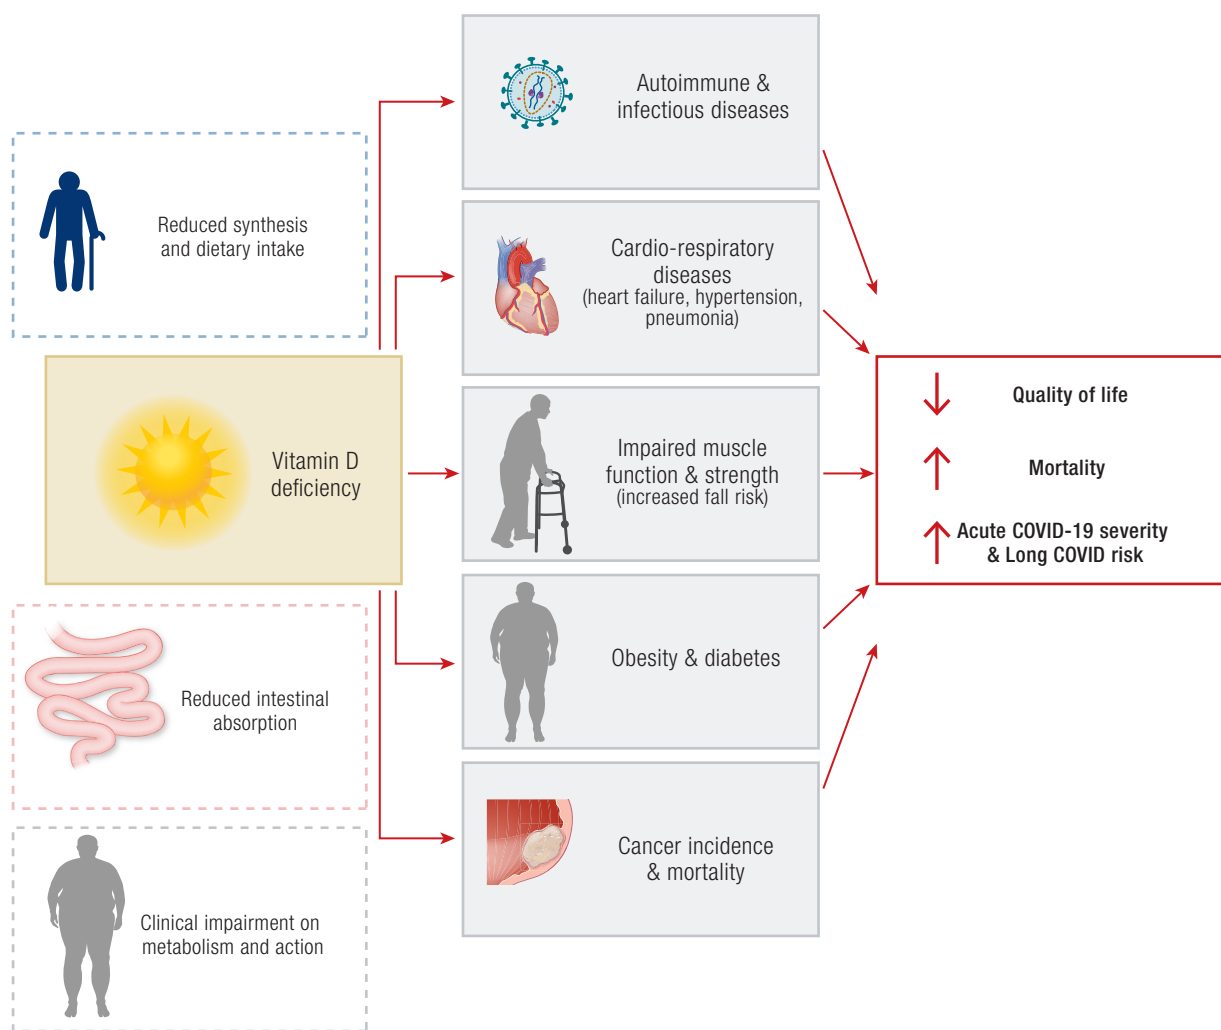 Reduced synthesis
and dietary intake
Vitamin D
deficiency
Reduced intestinal
absorption
Clinical impairment on
metabolism and action
Autoimmune &
infectious diseases
Cardio-respiratory
diseases
(heart failure, hypertension,
pneumonia)
Impaired muscle
function & strength
(increased fall risk)
Obesity & diabetes
Cancer incidence
& mortality
Quality of life
Mortality
Acute COVID-19 severity
& Long COVID risk